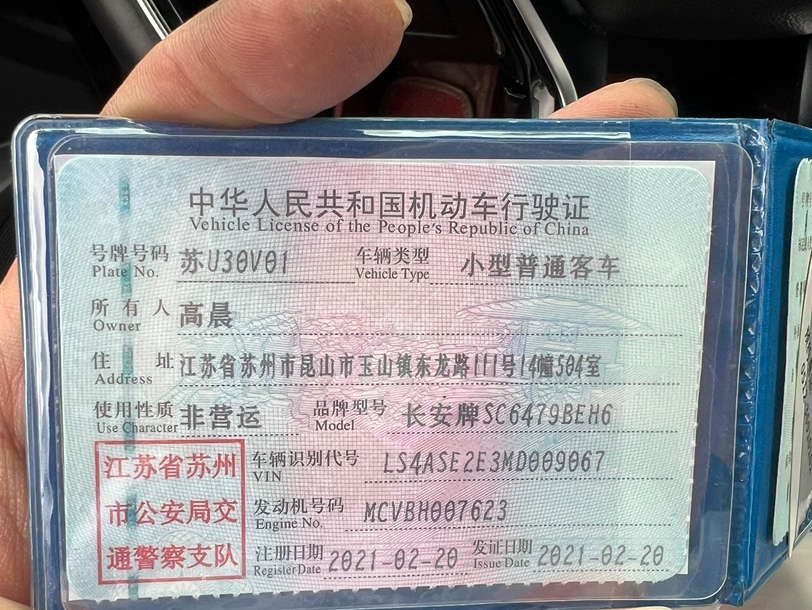 中华人民共和国机动车行驶证
Vehicle License of the People's Republic of China
号牌号码 苏U30V01 车辆类型 小型普通客车
Plate No. Vehicle Type
所有人 高晨
Owner
住址 江苏省苏州市昆山市玉山镇东龙路111号14幢504室
Address
使用性质 非营运 品牌型号 长安牌SC6479BEH6
Use Character Model
江苏省苏州
市公安局交
通警察支队
车辆识别代号 LS4ASE2E3MD009067
VIN
发动机号码 MCVBH007623
Engine No.
注册日期 2021-02-20 发证日期 2021-02-20
Register Date Issue Date